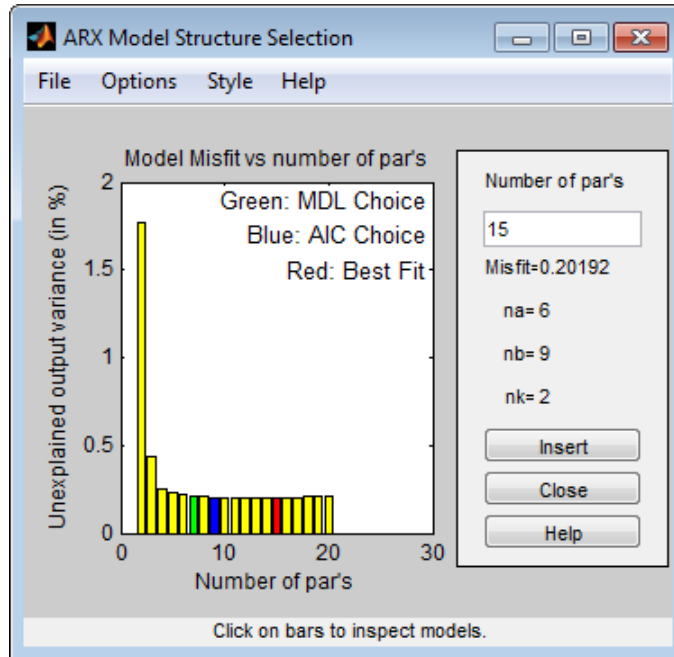 ARX Model Structure Selection
File Options Style Help
Model Misfit vs number of par's
Unexplained output variance (in %)
2
1.5
1
0.5
0
0 10 20 30
Number of par's
Green: MDL Choice
Blue: AIC Choice
Red: Best Fit
Number of par's
15
Misfit=0.20192
na= 6
nb= 9
nk= 2
Insert
Close
Help
Click on bars to inspect models.